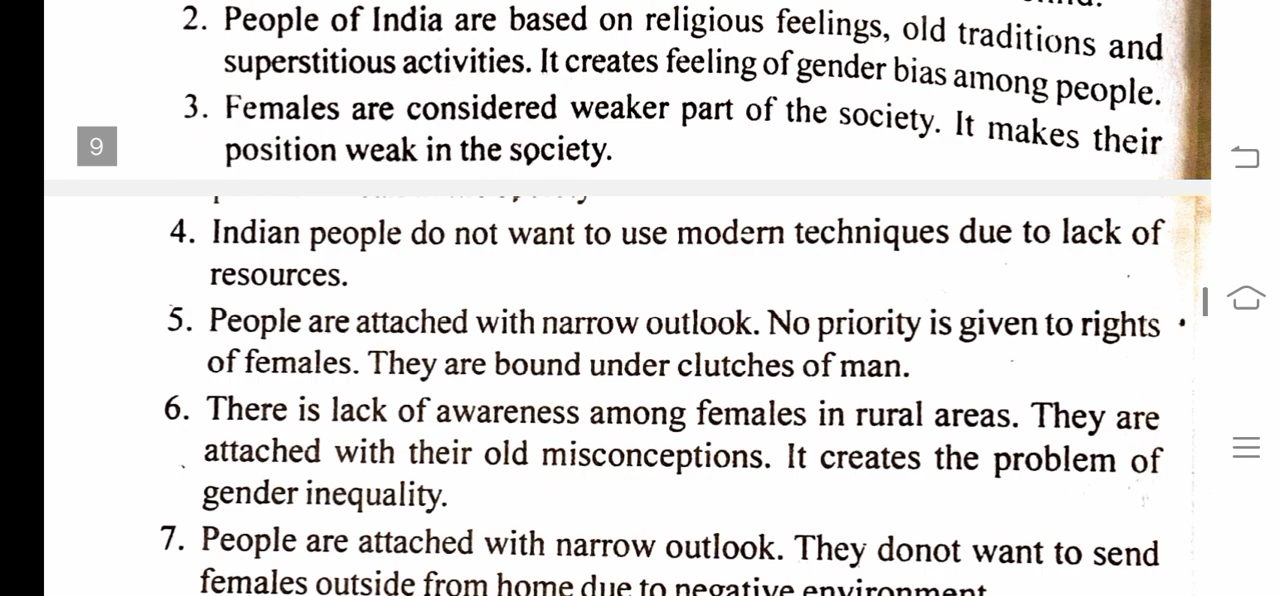 2. People of India are based on religious feelings, old traditions and
superstitious activities. It creates feeling of gender bias among people.
3. Females are considered weaker part of the society. It makes their
position weak in the society.
9
4. Indian people do not want to use modern techniques due to lack of
resources.
5. People are attached with narrow outlook. No priority is given to rights
of females. They are bound under clutches of man.
6. There is lack of awareness among females in rural areas. They are
attached with their old misconceptions. It creates the problem of
gender inequality.
7. People are attached with narrow outlook. They donot want to send
females outside from home due to negative environment